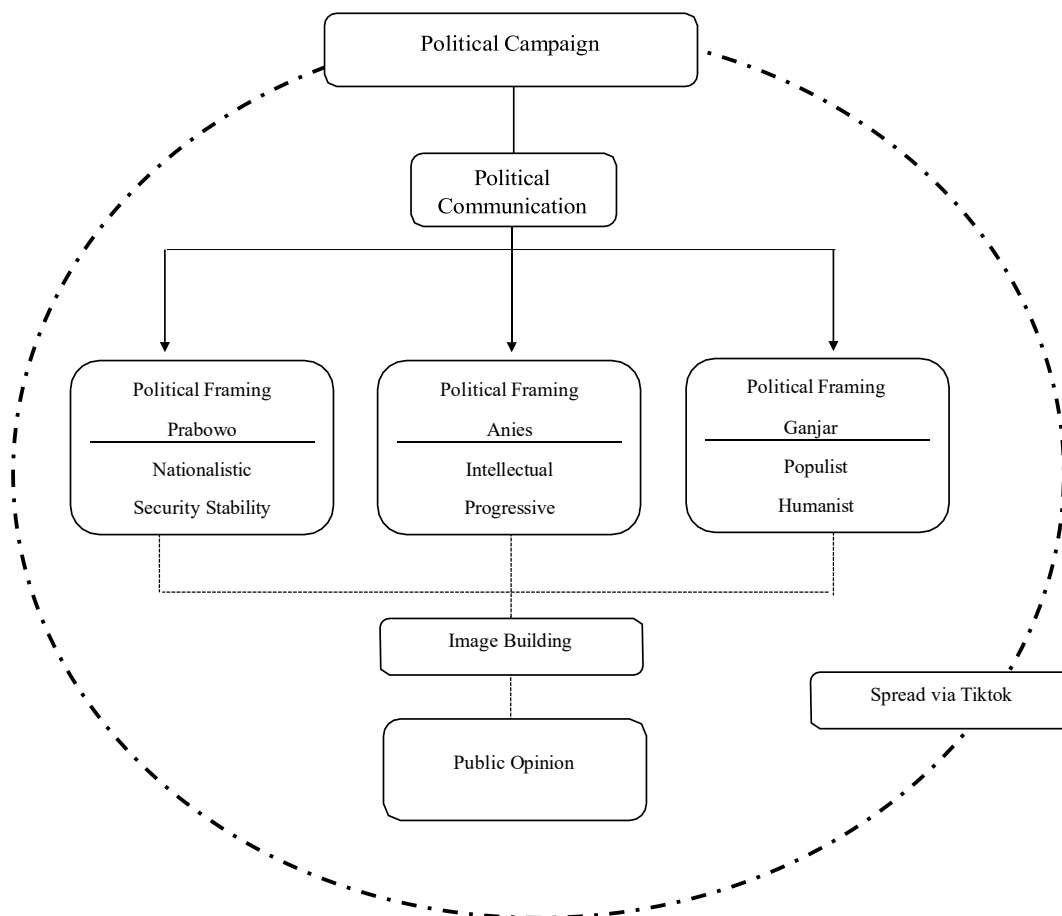 Political Campaign
Political
Communication
Political Framing
Prabowo
Nationalistic
Security Stability
Political Framing
Anies
Intellectual
Progressive
Political Framing
Ganjar
Populist
Humanist
Image Building
Spread via Tiktok
Public Opinion